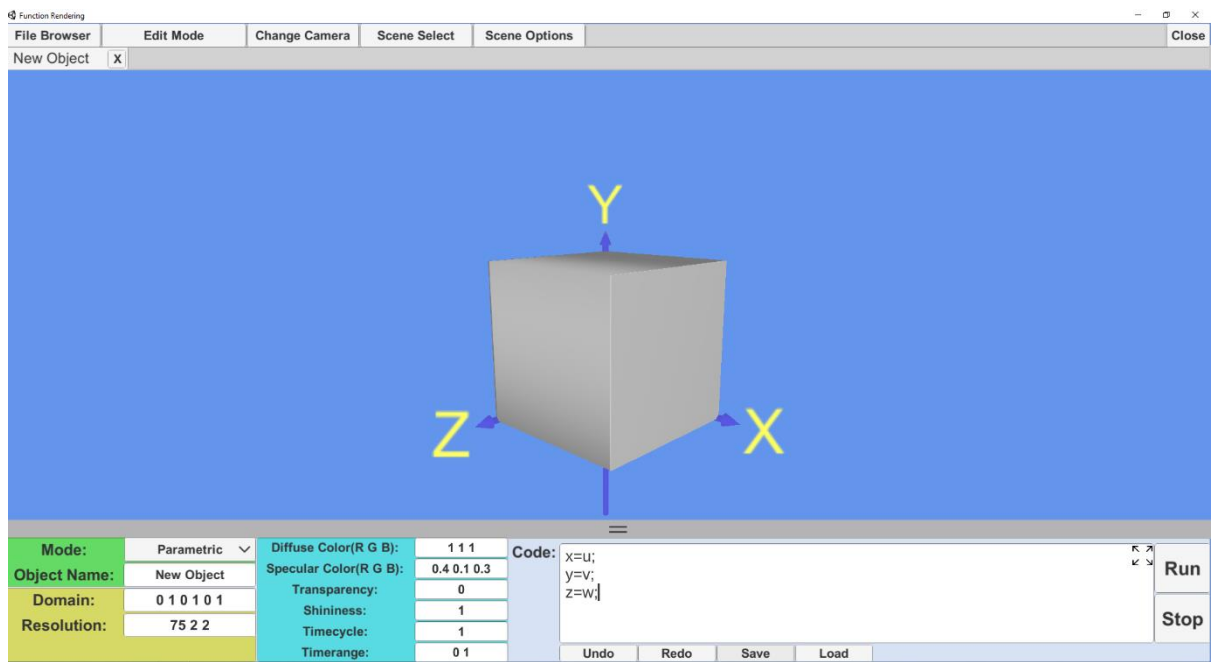 Function Rendering
File Browser Edit Mode Change Camera Scene Select Scene Options Close
New Object X
Y
Z
X
Mode: Parametric
Object Name: New Object
Domain: 0 1 0 1 0 1
Resolution: 75 2 2
Diffuse Color(R G B): 1 1 1
Specular Color(R G B): 0.4 0.1 0.3
Transparency: 0
Shininess: 1
Timecycle: 1
Timerange: 0 1
Code:
x=u;
y=v;
z=w;
Run
Stop
Undo Redo Save Load